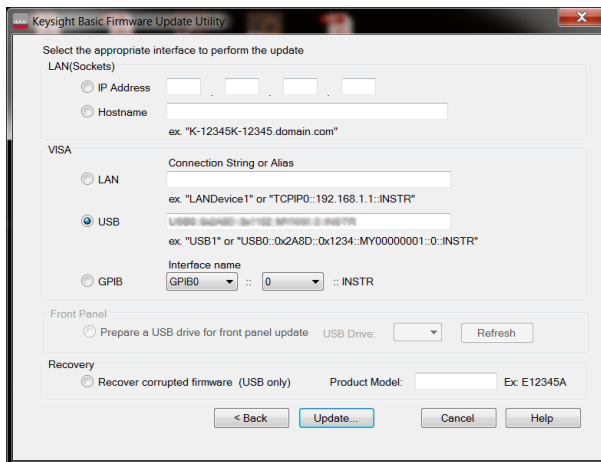 Keysight Basic Firmware Update Utility
Select the appropriate interface to perform the update
LAN(Sockets)
IP Address . . .
Hostname
ex. "K-12345K-12345.domain.com"
VISA
Connection String or Alias
LAN
ex. "LANDevice1" or "TCPIP0::192.168.1.1::INSTR"
USB
ex. "USB1" or "USB0::0x2A8D::0x1234::MY00000001::0::INSTR"
Interface name
GPIB GPIB0 :: 0 :: INSTR
Front Panel
Prepare a USB drive for front panel update USB Drive: Refresh
Recovery
Recover corrupted firmware (USB only) Product Model: Ex: E12345A
< Back Update... Cancel Help